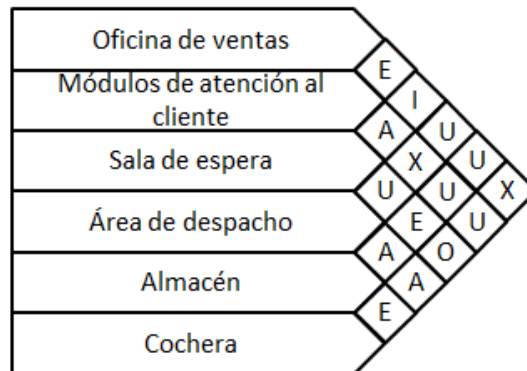 Oficina de ventas
E
Módulos de atención al
I
cliente
A U
Sala de espera X U
U U X
Área de despacho E U
A O
Almacén A
E
Cochera